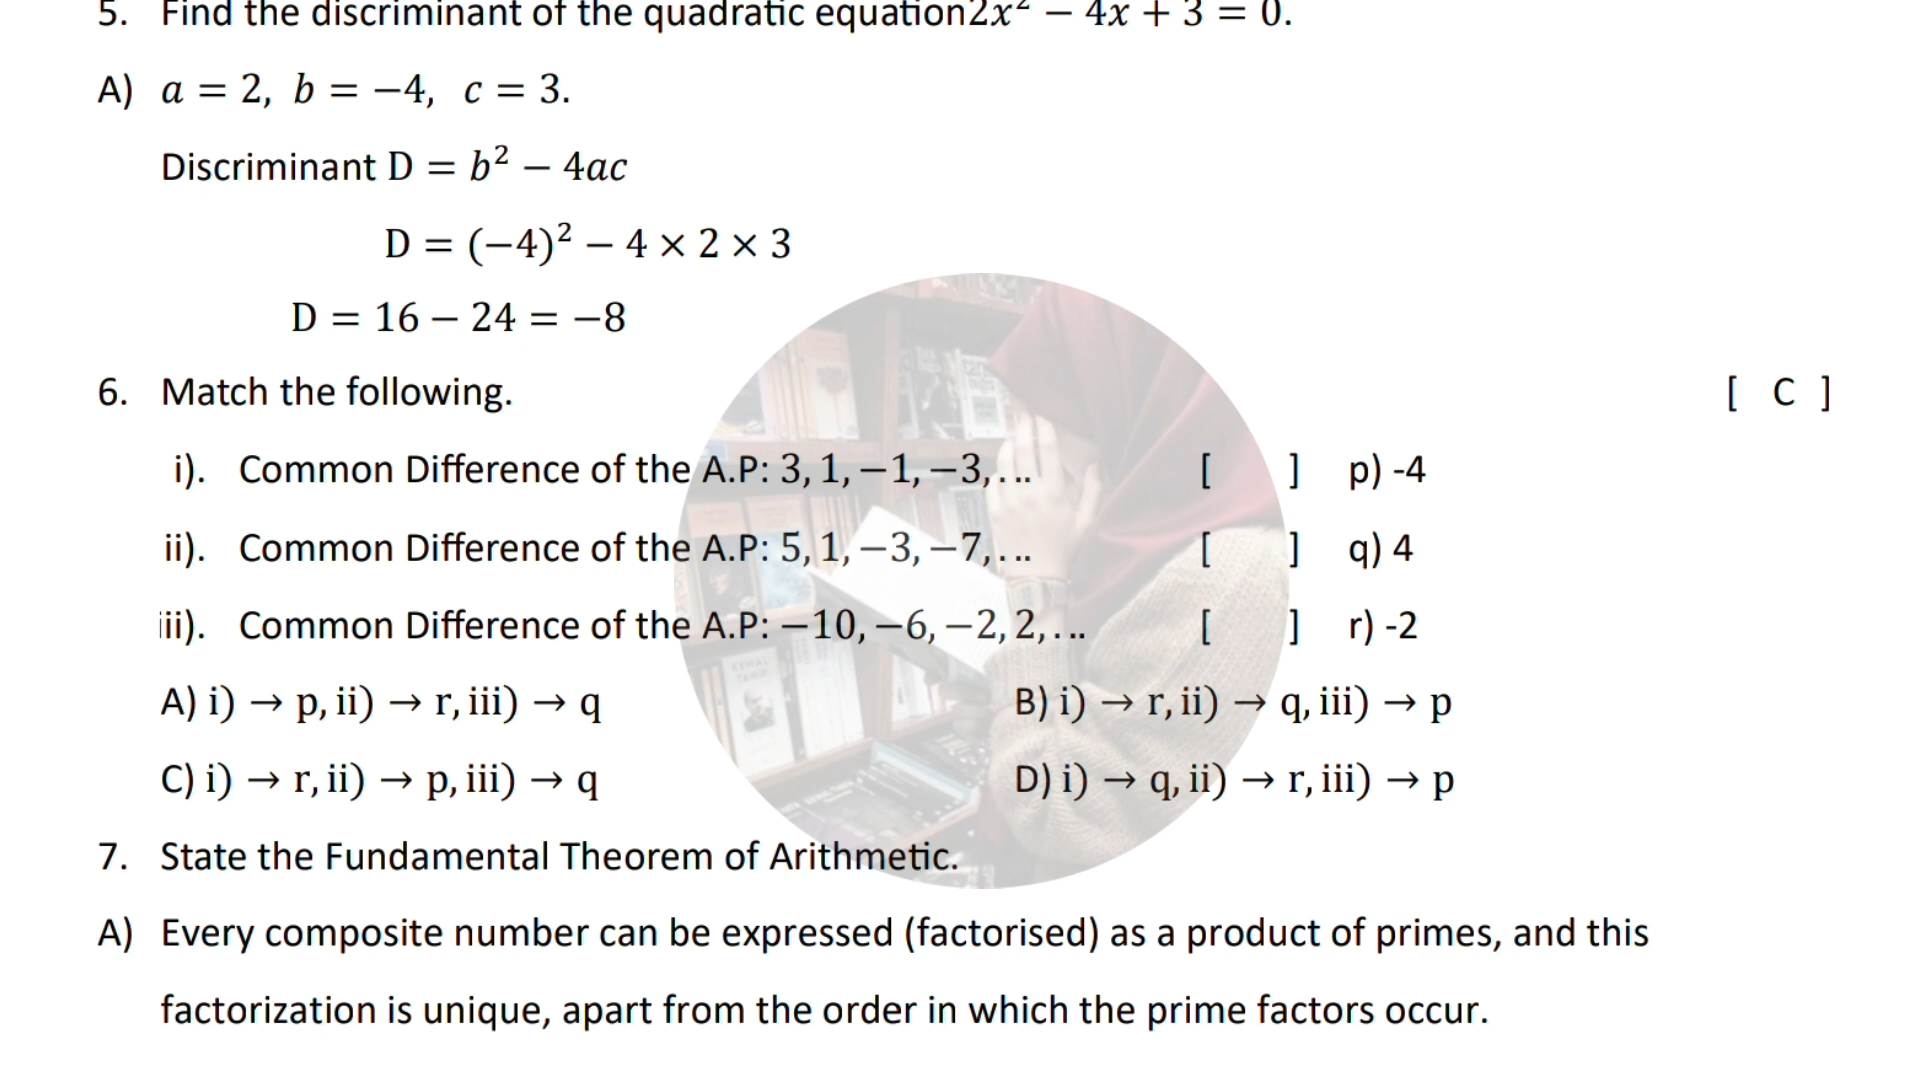 5. Find the discriminant of the quadratic equation2x² − 4x + 3 = 0.
A) a = 2, b = −4, c = 3.
Discriminant D = b² − 4ac
D = (−4)² − 4 × 2 × 3
D = 16 − 24 = −8
6. Match the following. [ C ]
i). Common Difference of the A.P: 3, 1, −1, −3, . .. [ ] p) -4
ii). Common Difference of the A.P: 5, 1, −3, −7, . .. [ ] q) 4
iii). Common Difference of the A.P: −10, −6, −2, 2, . .. [ ] r) -2
A) i) → p, ii) → r, iii) → q B) i) → r, ii) → q, iii) → p
C) i) → r, ii) → p, iii) → q D) i) → q, ii) → r, iii) → p
7. State the Fundamental Theorem of Arithmetic.
A) Every composite number can be expressed (factorised) as a product of primes, and this
factorization is unique, apart from the order in which the prime factors occur.